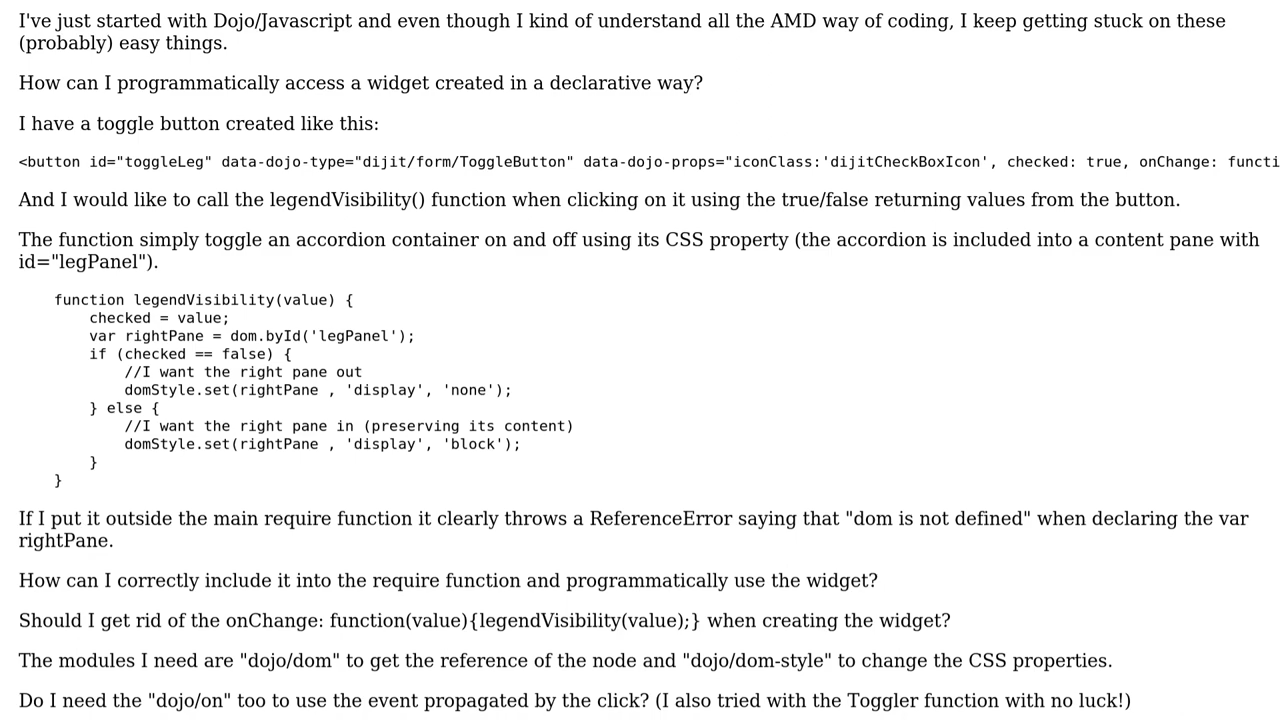 I've just started with Dojo/Javascript and even though I kind of understand all the AMD way of coding, I keep getting stuck on these
(probably) easy things.
How can I programmatically access a widget created in a declarative way?
I have a toggle button created like this:
<button id="toggleLeg" data-dojo-type="dijit/form/ToggleButton" data-dojo-props="iconClass:'dijitCheckBoxIcon', checked: true, onChange: functi
And I would like to call the legendVisibility() function when clicking on it using the true/false returning values from the button.
The function simply toggle an accordion container on and off using its CSS property (the accordion is included into a content pane with
id="legPanel").
function legendVisibility(value) {
checked = value;
var rightPane = dom.byId('legPanel');
if (checked == false) {
//I want the right pane out
domStyle.set(rightPane , 'display', 'none');
} else {
//I want the right pane in (preserving its content)
domStyle.set(rightPane , 'display', 'block');
}
}
If I put it outside the main require function it clearly throws a ReferenceError saying that "dom is not defined" when declaring the var
rightPane.
How can I correctly include it into the require function and programmatically use the widget?
Should I get rid of the onChange: function(value){legendVisibility(value);} when creating the widget?
The modules I need are "dojo/dom" to get the reference of the node and "dojo/dom-style" to change the CSS properties.
Do I need the "dojo/on" too to use the event propagated by the click? (I also tried with the Toggler function with no luck!)